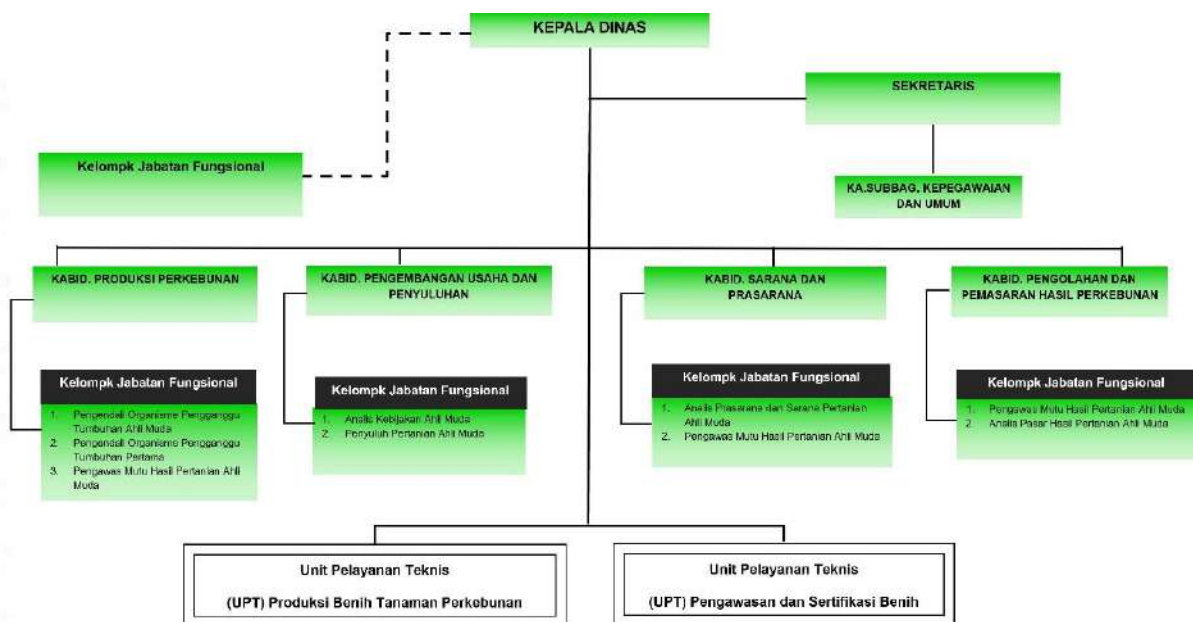 KEPALA DINAS
SEKRETARIS
Kelompk Jabatan Fungsional
KA.SUBBAG. KEPEGAWAIAN
DAN UMUM
KABID. PRODUKSI PERKEBUNAN
KABID. PENGEMBANGAN USAHA DAN
PENYULUHAN
KABID. SARANA DAN
PRASARANA
KABID. PENGOLAHAN DAN
PEMASARAN HASIL PERKEBUNAN
Kelompk Jabatan Fungsional
1. Pengendali Organisme Pengganggu
Tumbuhan Ahli Muda
2. Pengendali Organisme Pengganggu
Tumbuhan Pertama
3. Pengawas Mutu Hasil Pertanian Ahli
Muda
Kelompk Jabatan Fungsional
1. Analis Kebijakan Ahli Muda
2. Penyuluh Pertanian Ahli Muda
Kelompk Jabatan Fungsional
1. Analis Prasarana dan Sarana Pertanian
Ahli Muda
2. Pengawas Mutu Hasil Pertanian Ahli Muda
Kelompk Jabatan Fungsional
1. Pengawas Mutu Hasil Pertanian Ahli Muda
2. Analis Pasar Hasil Pertanian Ahli Muda
Unit Pelayanan Teknis
(UPT) Produksi Benih Tanaman Perkebunan
Unit Pelayanan Teknis
(UPT) Pengawasan dan Sertifikasi Benih